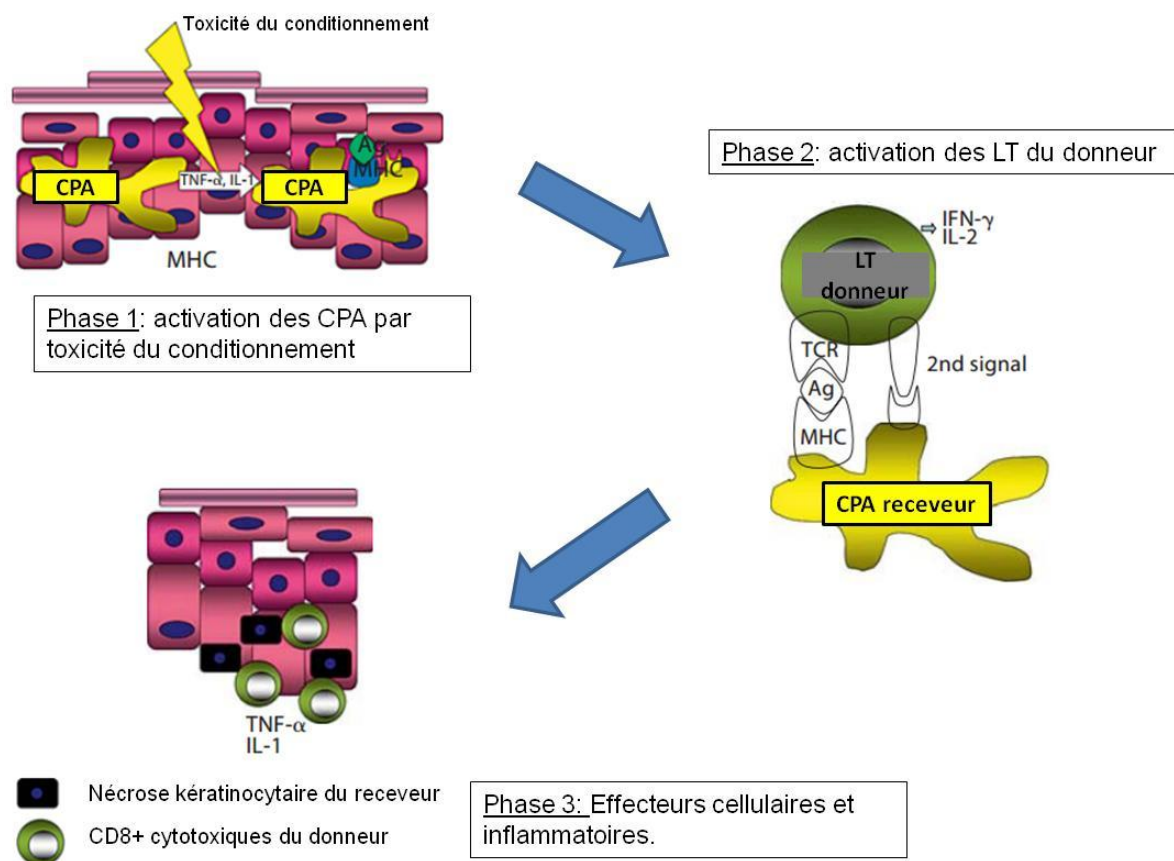 Toxicité du conditionnement
Ag
MHC
CPA
TNF-α, IL-1
CPA
MHC
Phase 1: activation des CPA par
toxicité du conditionnement
Phase 2: activation des LT du donneur
IFN-γ
IL-2
LT
donneur
TCR
2nd signal
Ag
MHC
CPA receveur
TNF-α
IL-1
Nécrose kératinocytaire du receveur
CD8+ cytotoxiques du donneur
Phase 3: Effecteurs cellulaires et
inflammatoires.